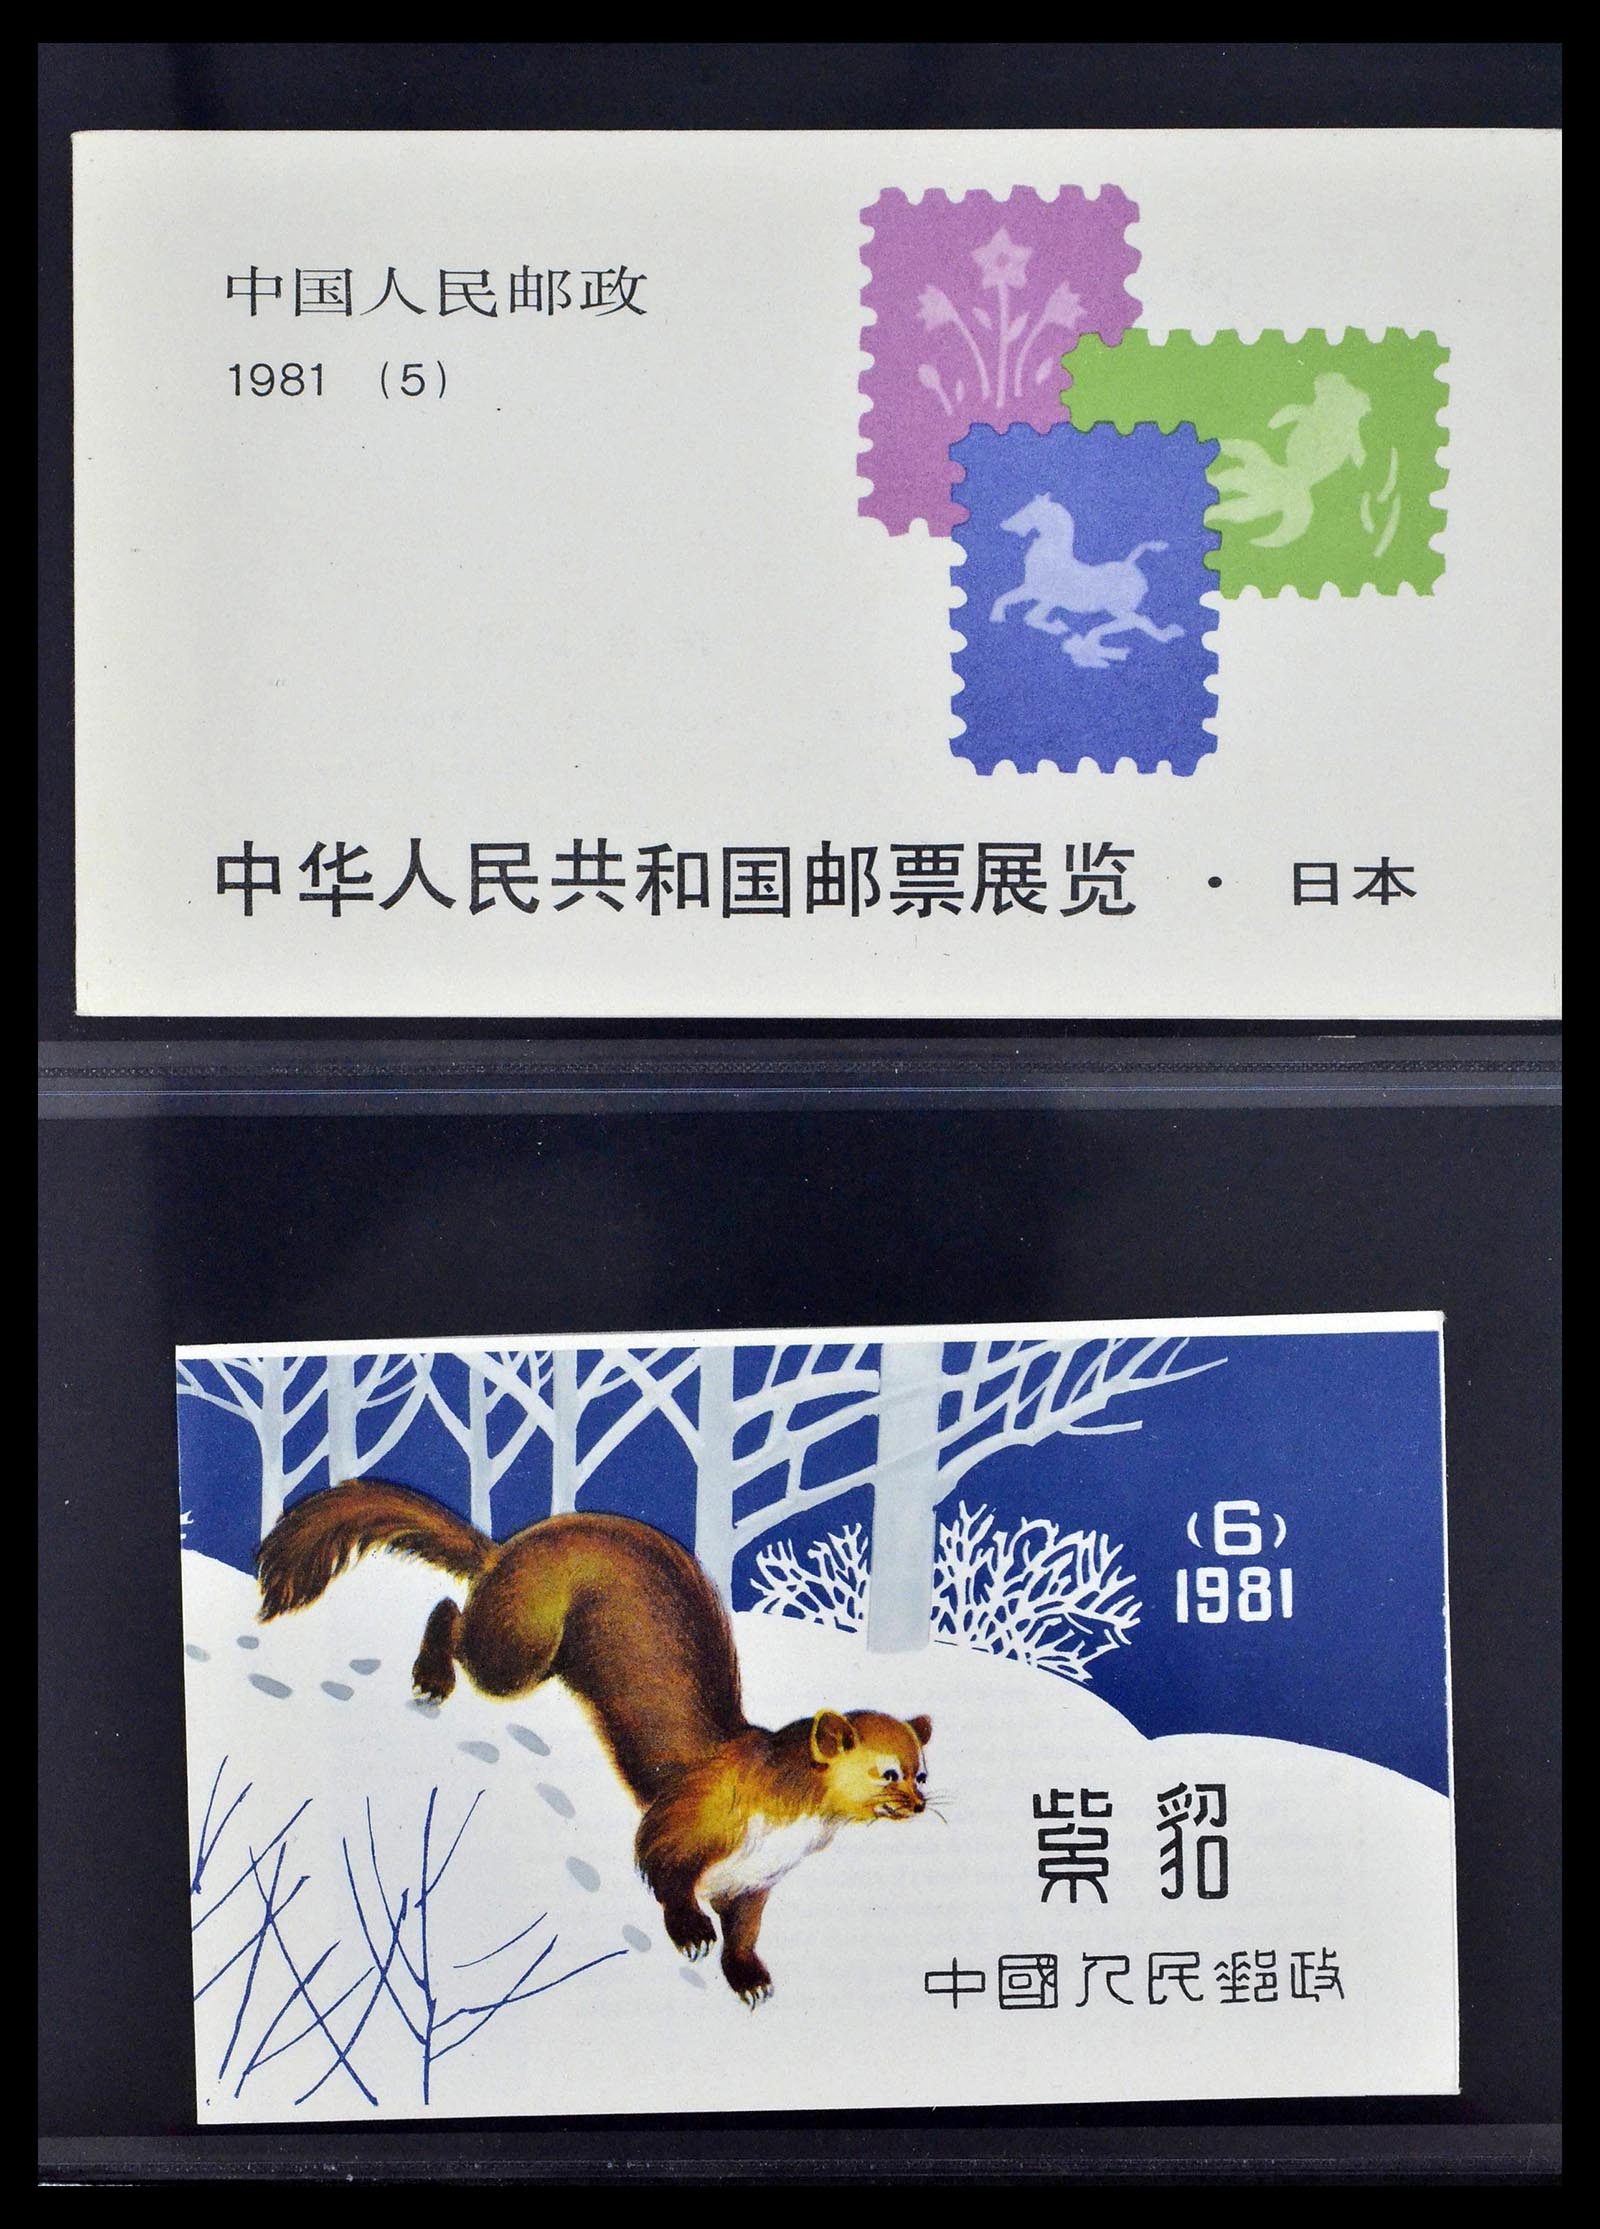 中国人民邮政
1981 (5)
中华人民共和国邮票展览・日本
(6)
1981
紫貂
中國人民郵政